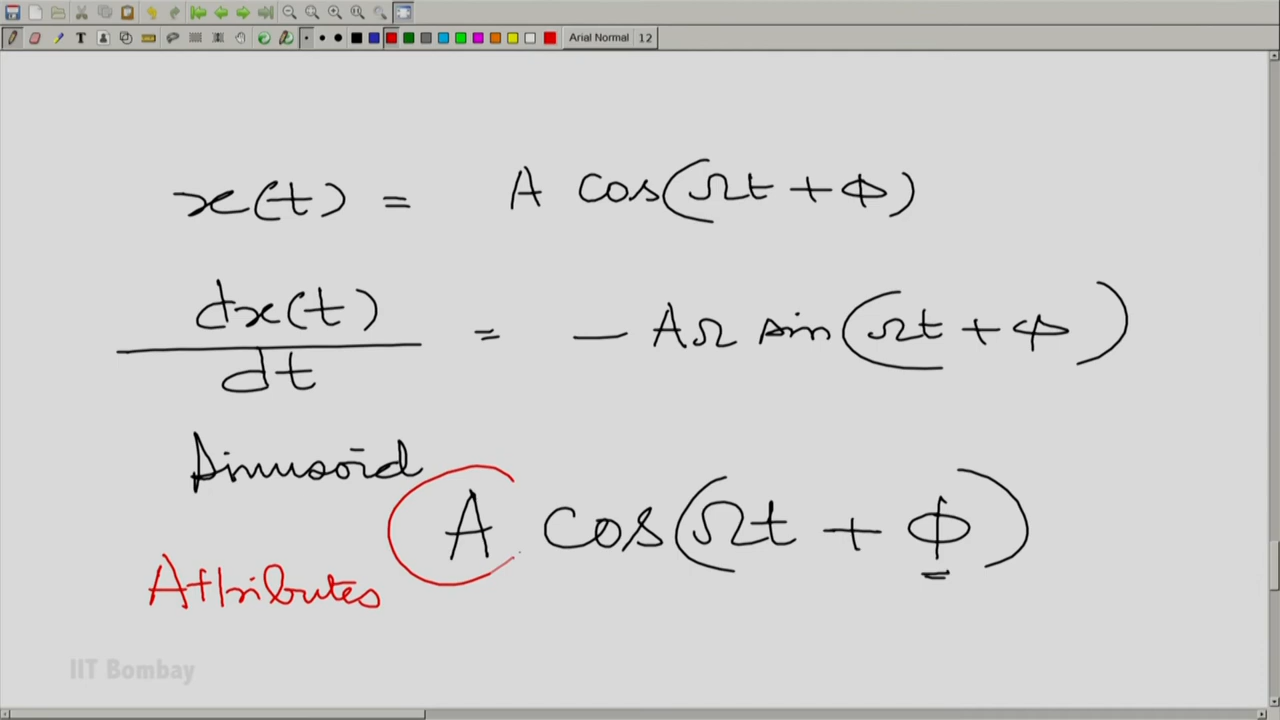 Arial Normal 12
x(t) = A cos(Ωt + Φ)
dx(t)
dt
= — AΩ sin(Ωt + Φ)
Sinusoid
A cos(Ωt + Φ)
Attributes
IIT Bombay